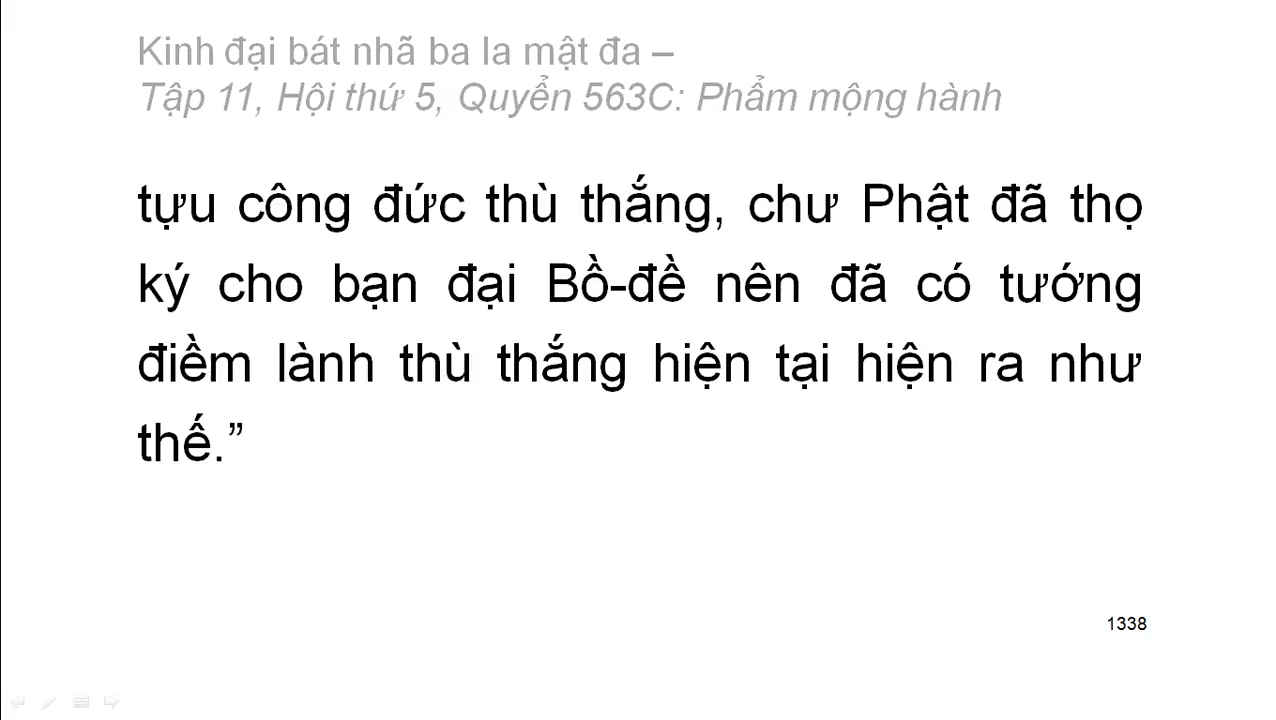 Kinh đại bát nhã ba la mật đa –
Tập 11, Hội thứ 5, Quyển 563C: Phẩm mộng hành
tựu công đức thù thắng, chư Phật đã thọ
ký cho bạn đại Bồ-đề nên đã có tướng
điềm lành thù thắng hiện tại hiện ra như
thế.”
1338